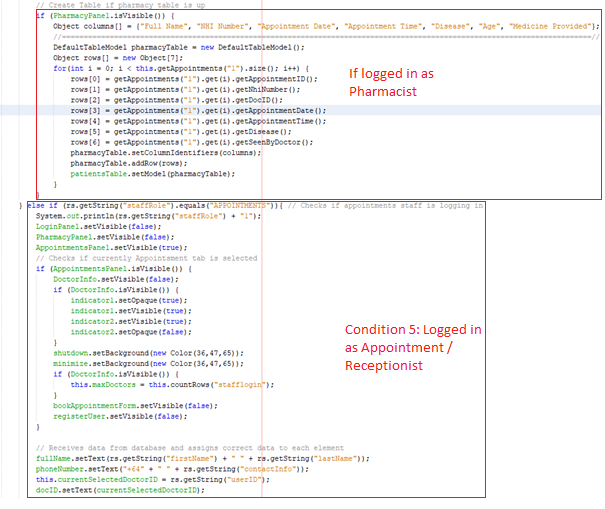 // Create Table if pharmacy table is up
if (PharmacyPanel.isVisible()) {
Object columns[] = {"Full Name", "NHI Number", "Appointment Date", "Appointment Time", "Disease", "Age", "Medicine Provided"};
//==========================================================================================================//
DefaultTableModel pharmacyTable = new DefaultTableModel();
Object rows[] = new Object[7];
for(int i = 0; i < this.getAppointments("1").size(); i++) {
rows[0] = getAppointments("1").get(i).getAppointmentID();
rows[1] = getAppointments("1").get(i).getNhiNumber();
rows[2] = getAppointments("1").get(i).getDocID();
rows[3] = getAppointments("1").get(i).getAppointmentDate();
rows[4] = getAppointments("1").get(i).getAppointmentTime();
rows[5] = getAppointments("1").get(i).getDisease();
rows[6] = getAppointments("1").get(i).getSeenByDoctor();
pharmacyTable.setColumnIdentifiers(columns);
pharmacyTable.addRow(rows);
patientsTable.setModel(pharmacyTable);
}
}
If logged in as
Pharmacist
} else if (rs.getString("staffRole").equals("APPOINTMENTS")){ // Checks if appointments staff is logging in
System.out.println(rs.getString("staffRole") + "1");
LoginPanel.setVisible(false);
PharmacyPanel.setVisible(false);
AppointmentsPanel.setVisible(true);
// Checks if currently Appointsment tab is selected
if (AppointmentsPanel.isVisible()) {
DoctorInfo.setVisible(false);
if (DoctorInfo.isVisible()) {
indicator1.setOpaque(true);
indicator1.setVisible(true);
indicator2.setVisible(true);
indicator2.setOpaque(false);
}
shutdown.setBackground(new Color(36,47,65));
minimize.setBackground(new Color(36,47,65));
if (DoctorInfo.isVisible()) {
this.maxDoctors = this.countRows("stafflogin");
}
bookAppointmentForm.setVisible(false);
registerUser.setVisible(false);
}
Condition 5: Logged in
as Appointment /
Receptionist
// Receives data from database and assigns correct data to each element
fullName.setText(rs.getString("firstName") + " " + rs.getString("lastName"));
phoneNumber.setText("+64" + " " + rs.getString("contactInfo"));
this.currentSelectedDoctorID = rs.getString("userID");
docID.setText(currentSelectedDoctorID);